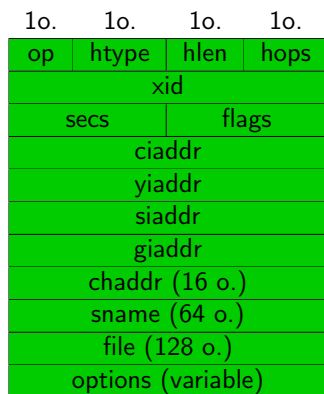 1o. 1o. 1o. 1o.
op htype hlen hops
xid
secs flags
ciaddr
yiaddr
siaddr
giaddr
chaddr (16 o.)
sname (64 o.)
file (128 o.)
options (variable)